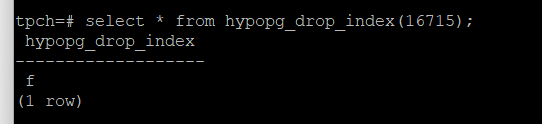 tpch=# select * from hypopg_drop_index(16715);
 hypopg_drop_index
-------------------
 f
(1 row)